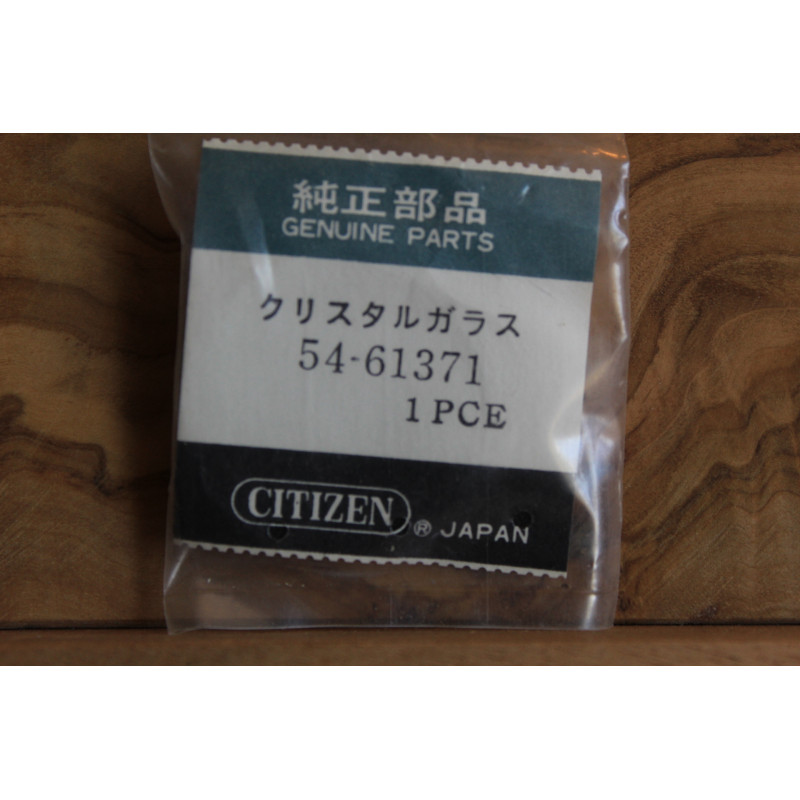 純正部品
GENUINE PARTS
クリスタルガラス
54-61371
1 PCE
CITIZEN ® JAPAN